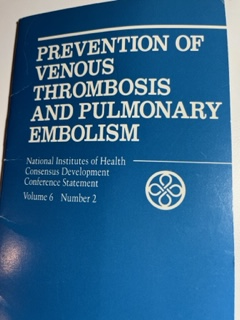 PREVENTION OF
VENOUS
THROMBOSIS
AND PULMONARY
EMBOLISM
National Institutes of Health
Consensus Development
Conference Statement
Volume 6 Number 2